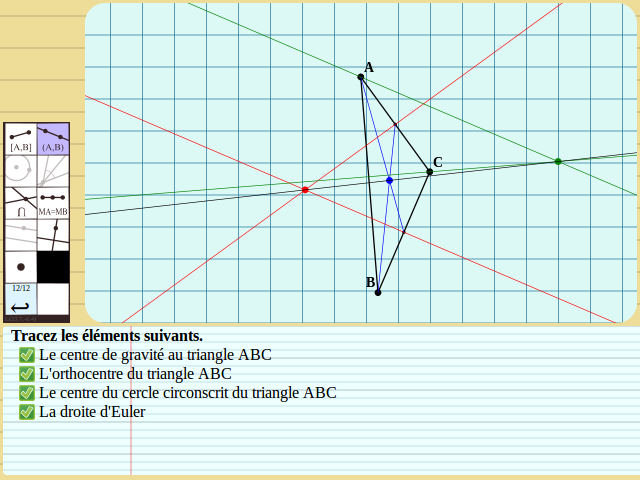 A
C
B
[A,B] (A,B)
∩ MA=MB
12/12
Tracez les éléments suivants.
Le centre de gravité au triangle ABC
L'orthocentre du triangle ABC
Le centre du cercle circonscrit du triangle ABC
La droite d'Euler